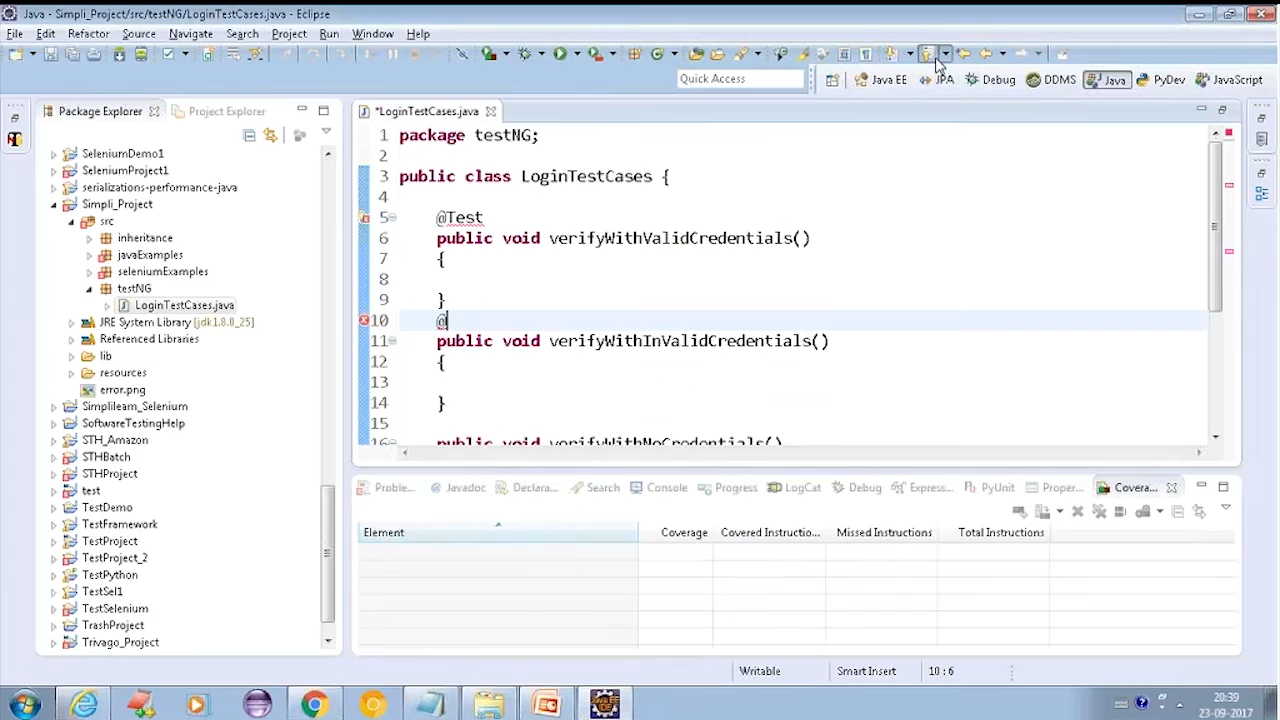 Java - Simpli_Project/src/testNG/LoginTestCases.java - Eclipse
File Edit Refactor Source Navigate Search Project Run Window Help
Quick Access
Java EE
JPA
Debug
DDMS
Java
PyDev
JavaScript
Package Explorer
Project Explorer
SeleniumDemo1
SeleniumProject1
serializations-performance-java
Simpli_Project
src
inheritance
javaExamples
seleniumExamples
testNG
LoginTestCases.java
JRE System Library [jdk1.8.0_25]
Referenced Libraries
lib
resources
error.png
Simplilearn_Selenium
SoftwareTestingHelp
STH_Amazon
STHBatch
STHProject
test
TestDemo
TestFramework
TestProject
TestProject_2
TestPython
TestSel1
TestSelenium
TrashProject
Trivago_Project
*LoginTestCases.java
1 package testNG;
2
3 public class LoginTestCases {
4
5 @Test
6 public void verifyWithValidCredentials()
7 {
8
9 }
10 @
11 public void verifyWithInValidCredentials()
12 {
13
14 }
15
16 public void verifyWithNoCredentials()
Proble... Javadoc Declara... Search Console Progress LogCat Debug Express... PyUnit Proper... Covera...
Element Coverage Covered Instructio... Missed Instructions Total Instructions
Writable Smart Insert 10 : 6
20:39
23-09-2017